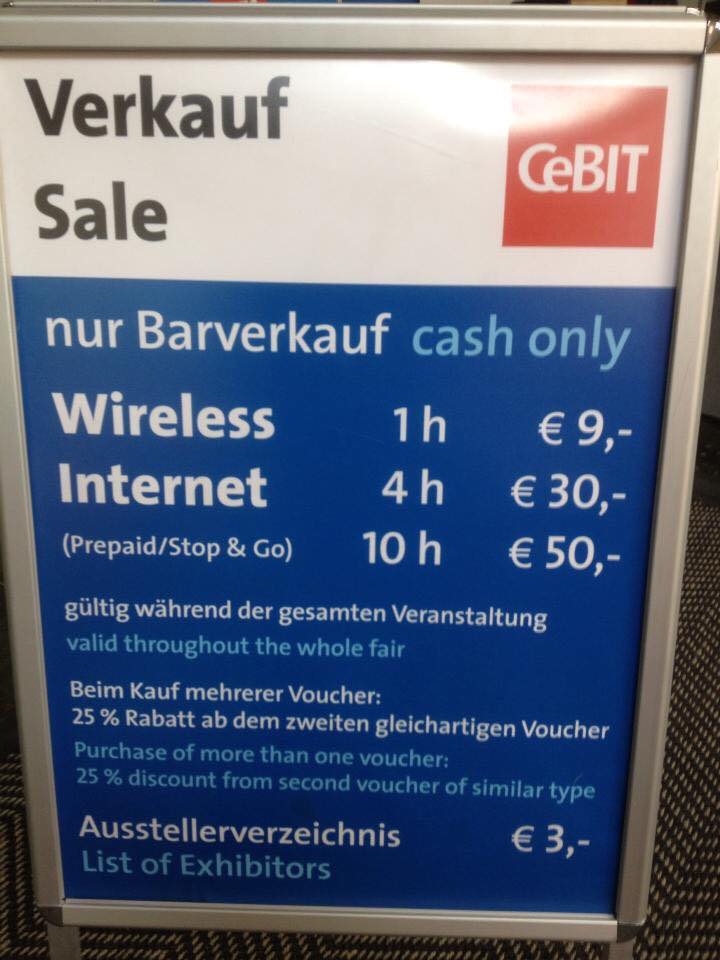 Verkauf
Sale
CeBIT
nur Barverkauf cash only
Wireless 1 h € 9,-
Internet 4 h € 30,-
(Prepaid/Stop & Go) 10 h € 50,-
gültig während der gesamten Veranstaltung
valid throughout the whole fair
Beim Kauf mehrerer Voucher:
25 % Rabatt ab dem zweiten gleichartigen Voucher
Purchase of more than one voucher:
25 % discount from second voucher of similar type
Ausstellerverzeichnis € 3,-
List of Exhibitors